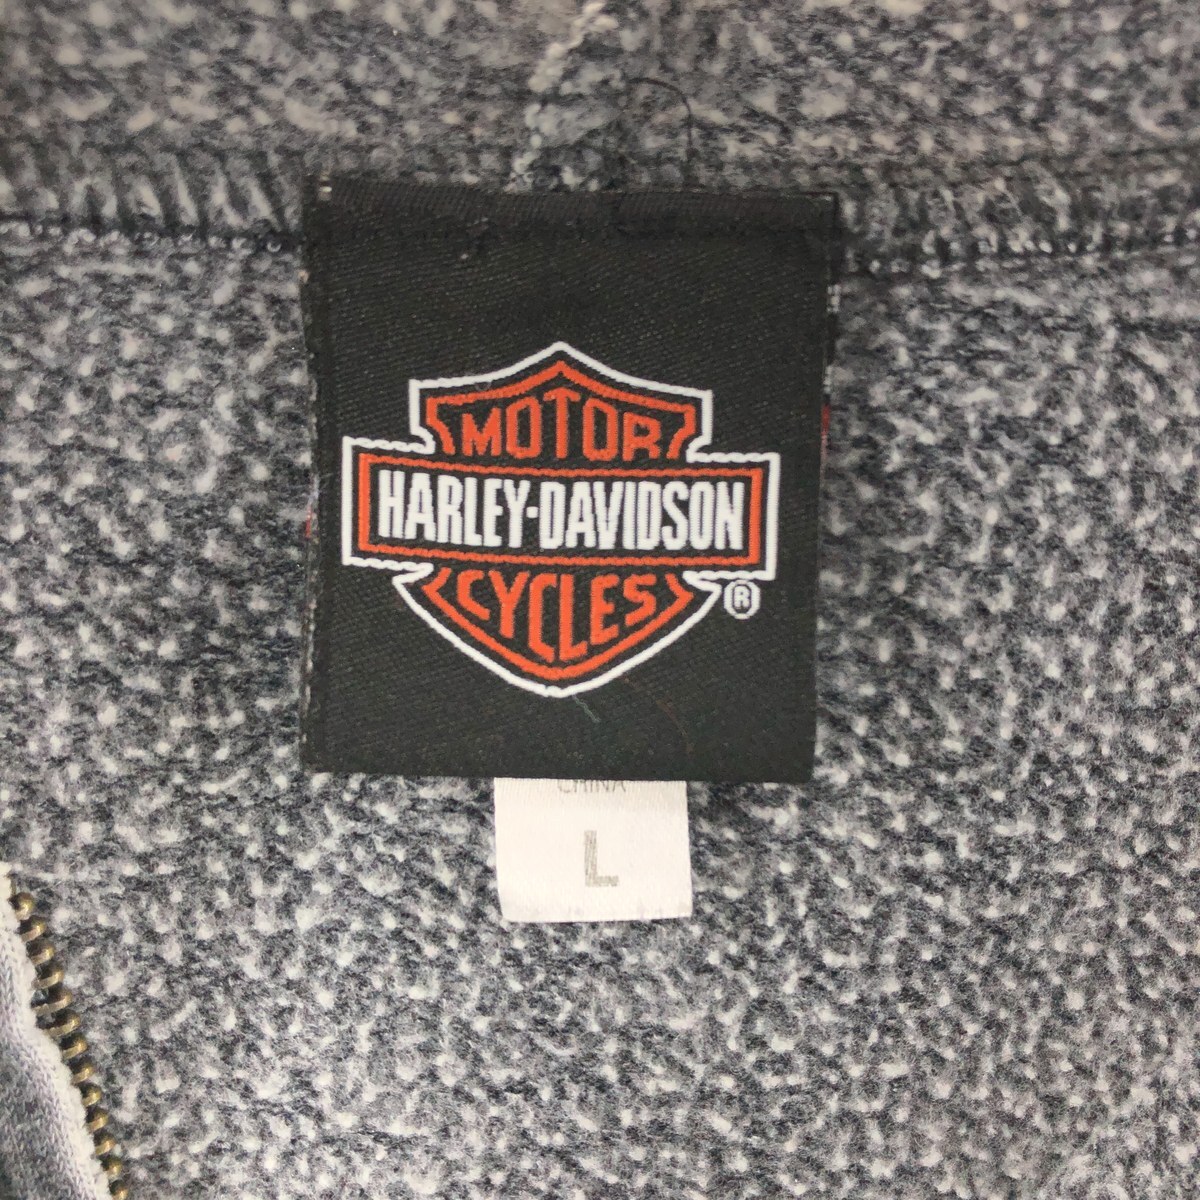 MOTOR
HARLEY-DAVIDSON
CYCLES
®
CHINA
L